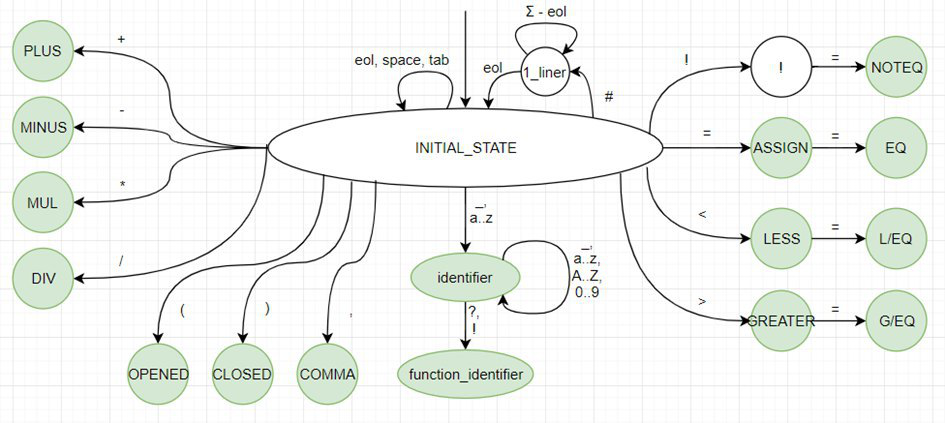 Σ - eol
PLUS
+
eol, space, tab
eol
1_liner
#
!
!
=
NOTEQ
MINUS
-
INITIAL_STATE
=
ASSIGN
=
EQ
MUL
*
_,
a..z
<
LESS
=
L/EQ
DIV
/
identifier
_,
a..z,
A..Z,
0..9
>
GREATER
=
G/EQ
(
)
,
?,
!
OPENED
CLOSED
COMMA
function_identifier